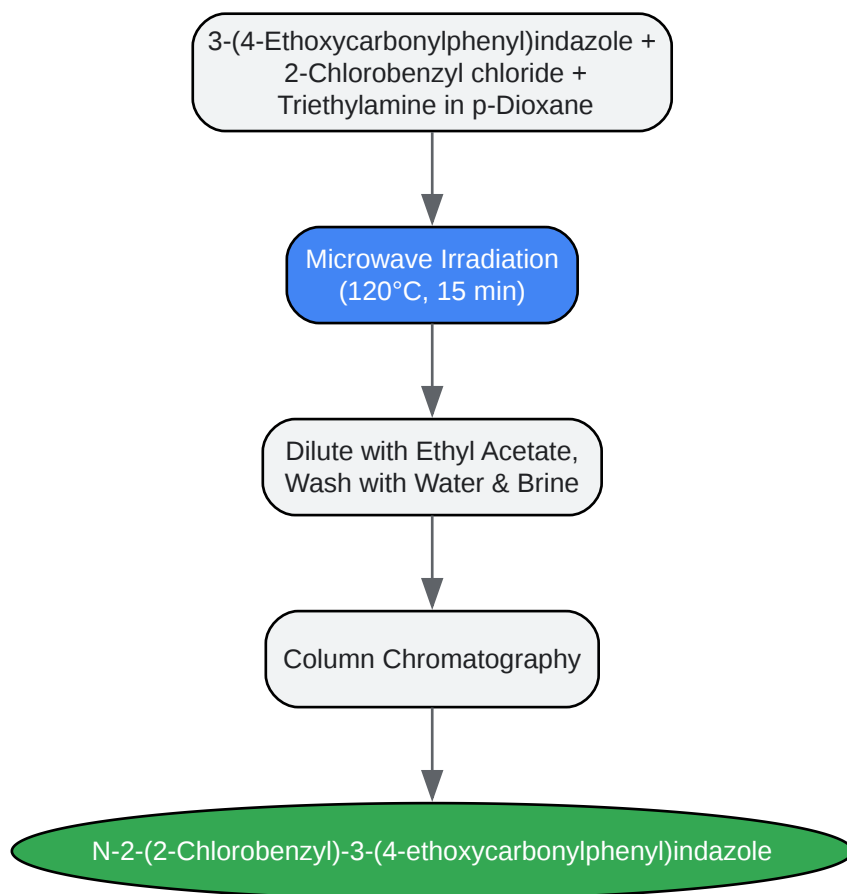 3-(4-Ethoxycarbonylphenyl)indazole +
2-Chlorobenzyl chloride +
Triethylamine in p-Dioxane
Microwave Irradiation
(120°C, 15 min)
Dilute with Ethyl Acetate,
Wash with Water & Brine
Column Chromatography
N-2-(2-Chlorobenzyl)-3-(4-ethoxycarbonylphenyl)indazole